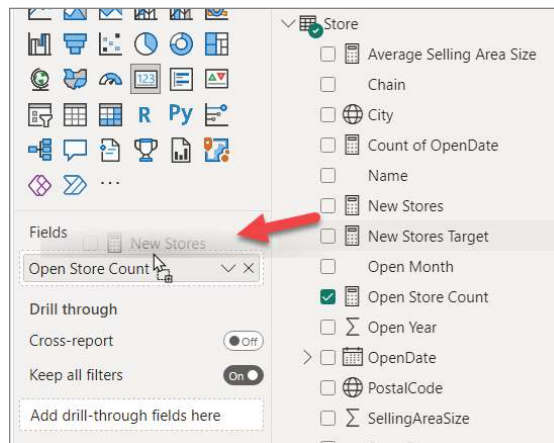 123
R
Py
...
Fields
New Stores
Open Store Count
Drill through
Cross-report
Off
Keep all filters
On
Add drill-through fields here
Store
Average Selling Area Size
Chain
City
Count of OpenDate
Name
New Stores
New Stores Target
Open Month
Open Store Count
Open Year
OpenDate
PostalCode
SellingAreaSize